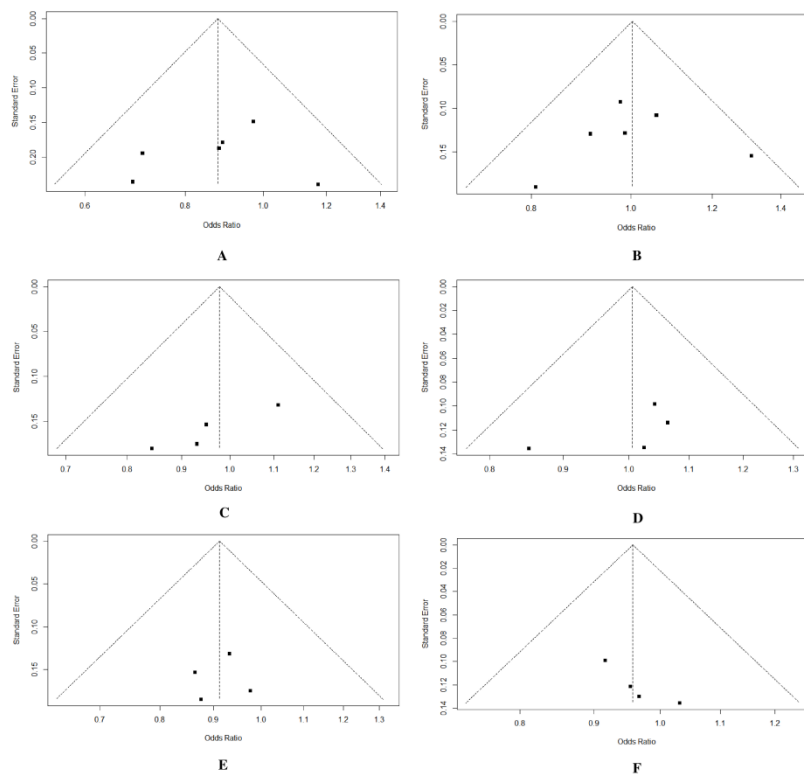 0.00
0.05
0.10
0.15
0.20
Standard Error
0.6 0.8 1.0 1.2 1.4
Odds Ratio
A
0.00
0.05
0.10
0.15
Standard Error
0.8 1.0 1.2 1.4
Odds Ratio
B
0.00
0.05
0.10
0.15
Standard Error
0.7 0.8 0.9 1.0 1.1 1.2 1.3 1.4
Odds Ratio
C
0.00
0.02
0.04
0.06
0.08
0.10
0.12
0.14
Standard Error
0.8 0.9 1.0 1.1 1.2 1.3
Odds Ratio
D
0.00
0.05
0.10
0.15
Standard Error
0.7 0.9 1.0 1.1 1.2 1.3
Odds Ratio
E
0.00
0.02
0.04
0.06
0.08
0.10
0.12
0.14
Standard Error
0.8 0.9 1.0 1.1 1.2
Odds Ratio
F